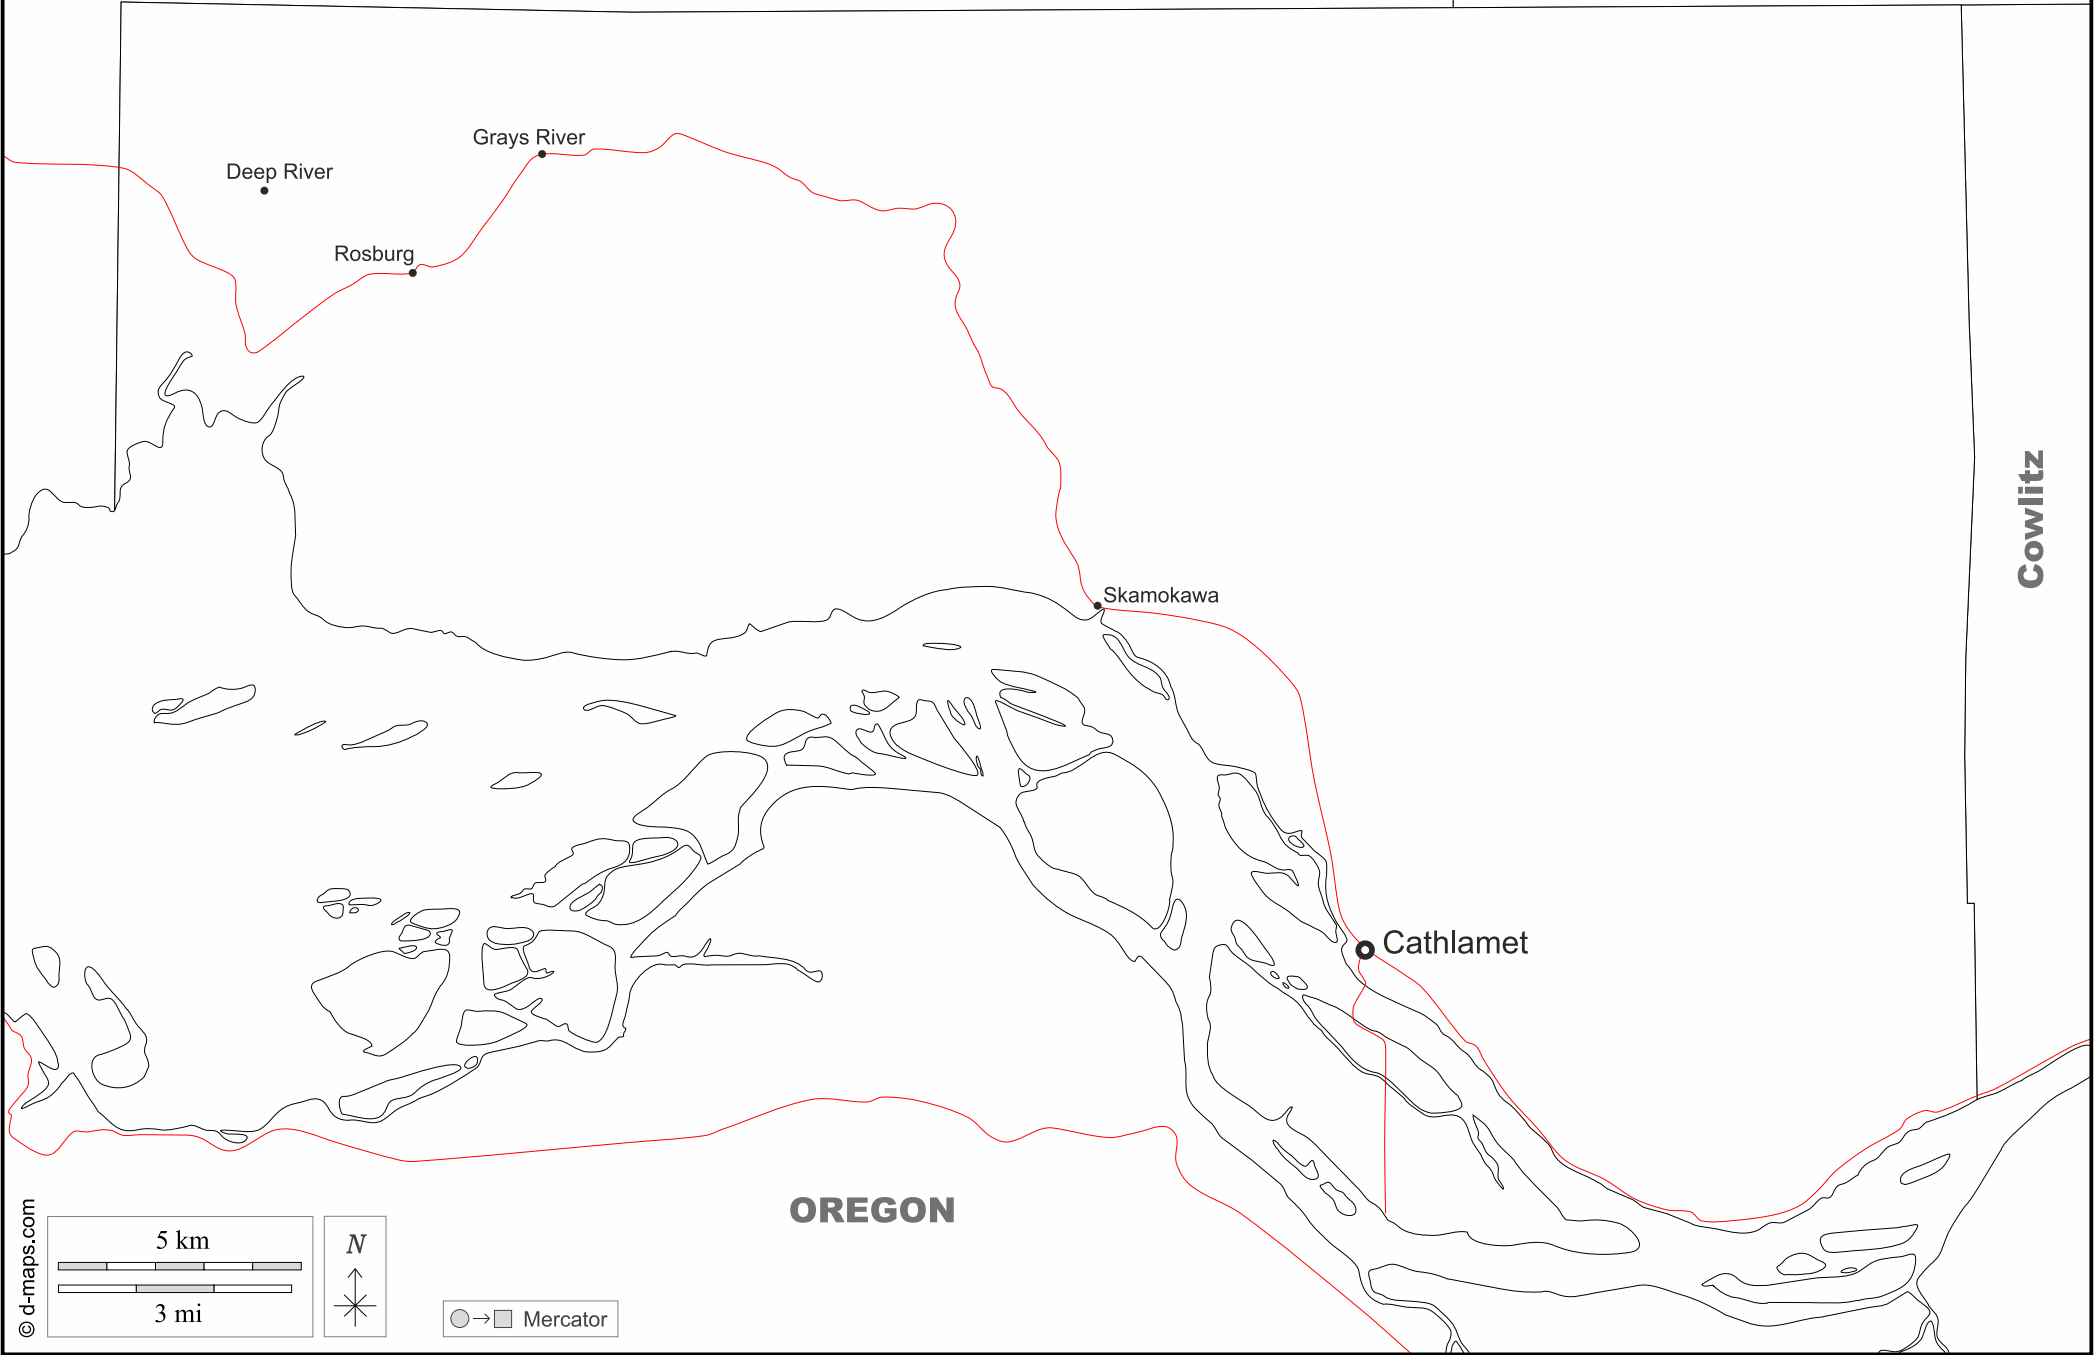 Grays River
Deep River
Rosburg
Cowlitz
Skamokawa
Cathlamet
OREGON
© d-maps.com
5 km
3 mi
N
Mercator